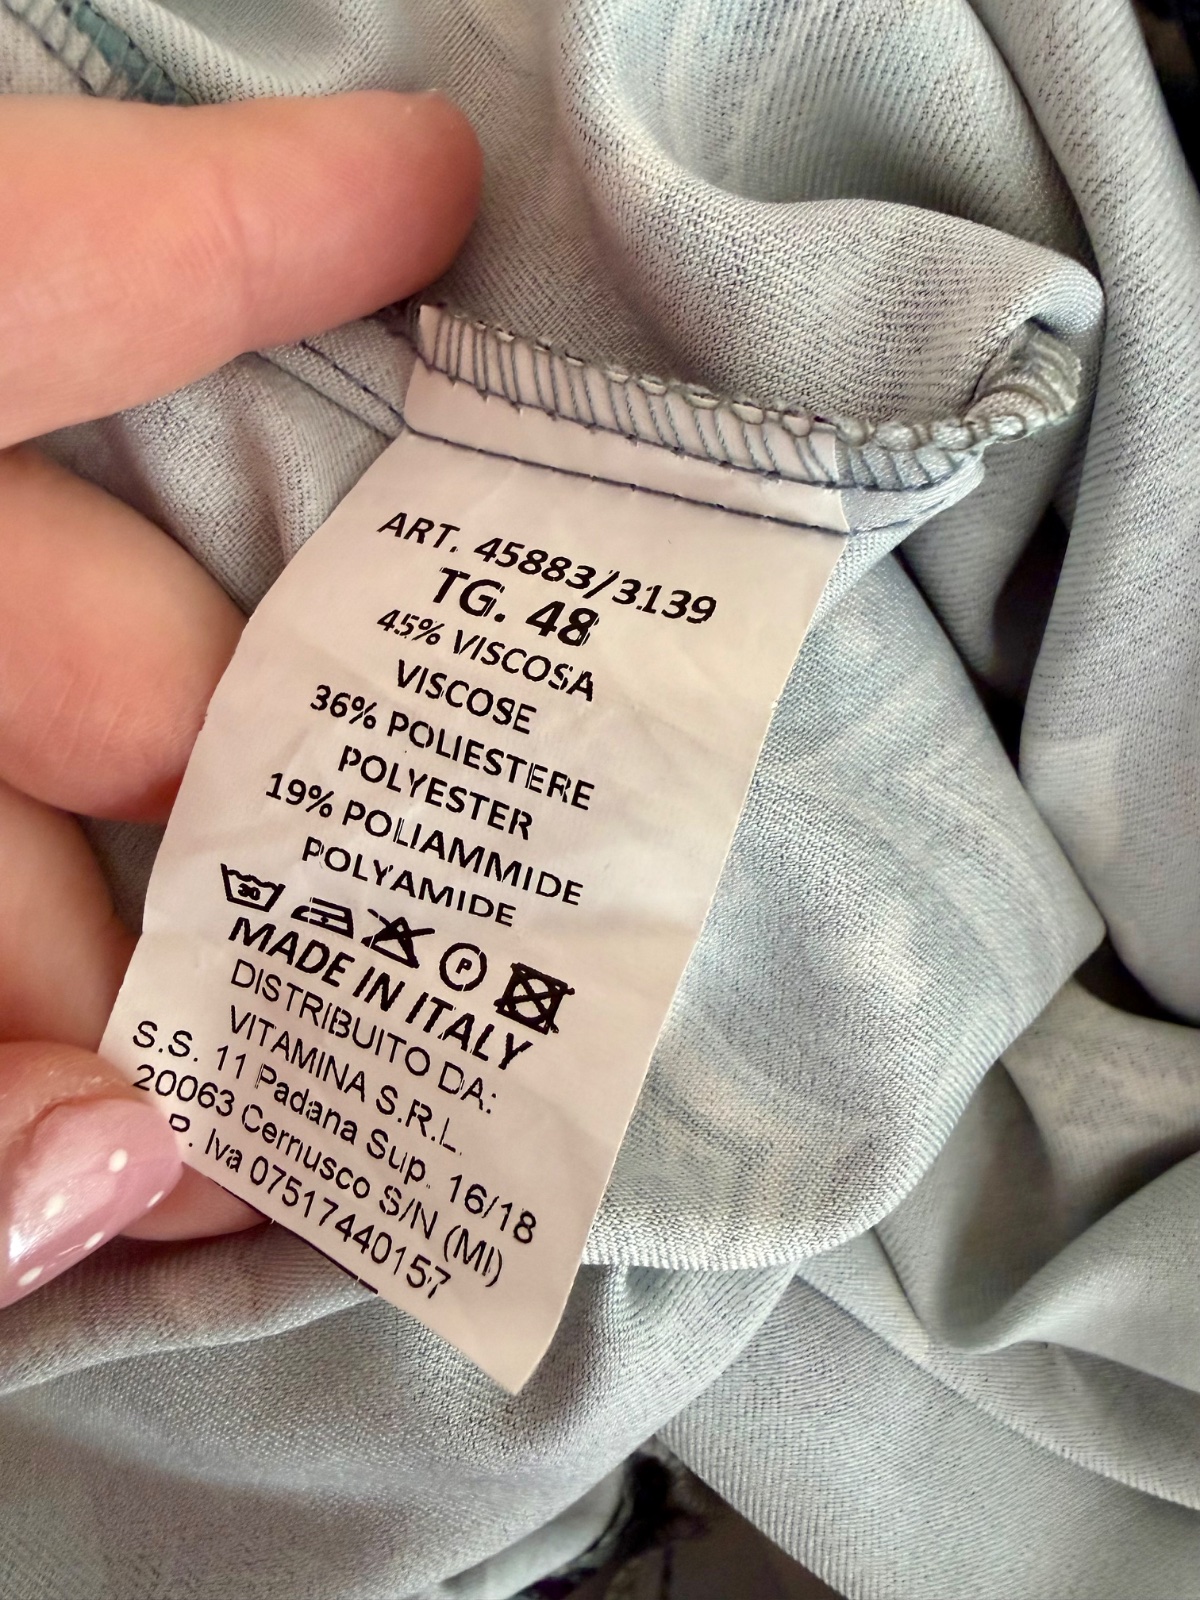 ART. 45883/3139
TG. 48
45% VISCOSA
VISCOSE
36% POLIESTERE
POLYESTER
19% POLIAMMIDE
POLYAMIDE
30 P
MADE IN ITALY
DISTRIBUITO DA:
VITAMINA S.R.L.
S.S. 11 Padana Sup. 16/18
20063 Cernusco S/N (MI)
P. Iva 07517440157